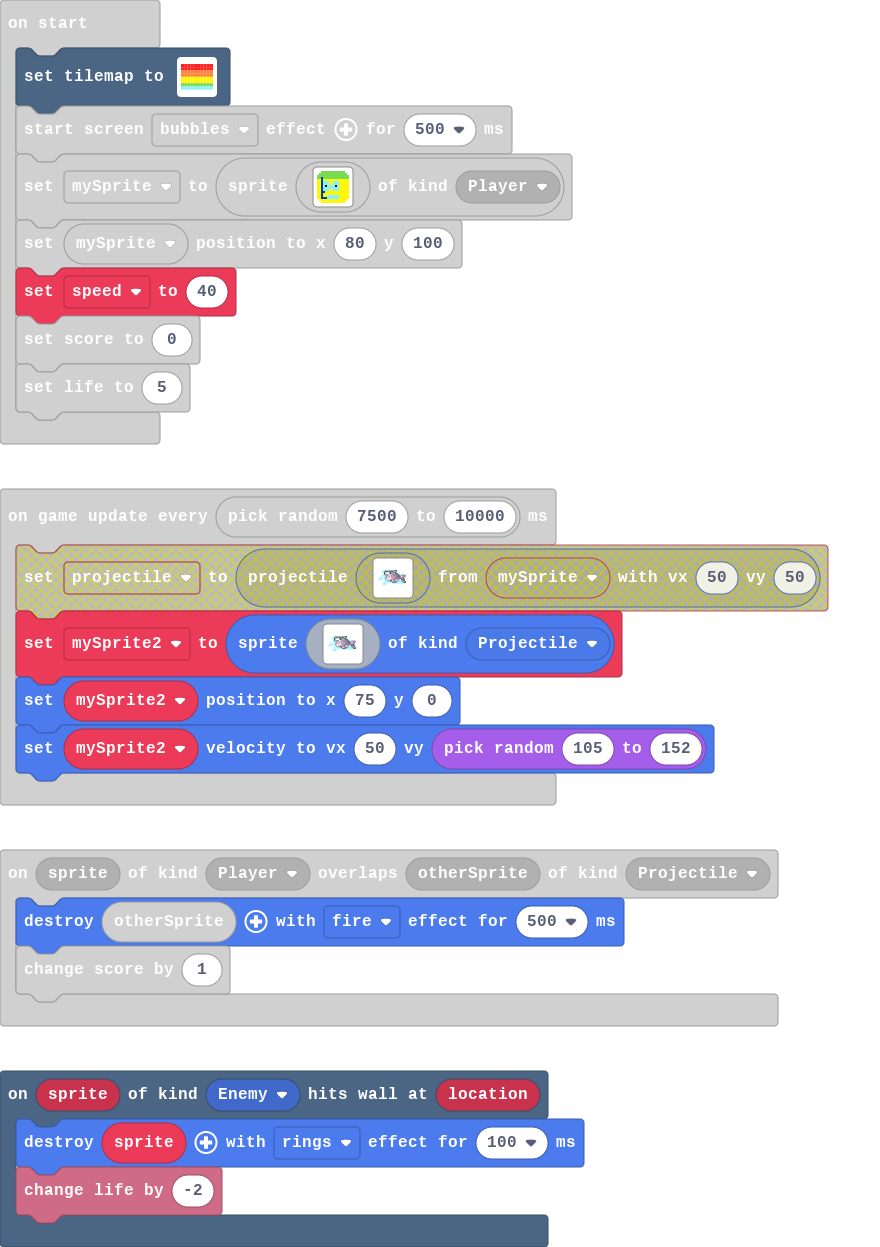 on start
set tilemap to
start screen bubbles effect for 500 ms
set mySprite to sprite of kind Player
set mySprite position to x 80 y 100
set speed to 40
set score to 0
set life to 5
on game update every pick random 7500 to 10000 ms
set projectile to projectile from mySprite with vx 50 vy 50
set mySprite2 to sprite of kind Projectile
set mySprite2 position to x 75 y 0
set mySprite2 velocity to vx 50 vy pick random 105 to 152
on sprite of kind Player overlaps otherSprite of kind Projectile
destroy otherSprite with fire effect for 500 ms
change score by 1
on sprite of kind Enemy hits wall at location
destroy sprite with rings effect for 100 ms
change life by -2